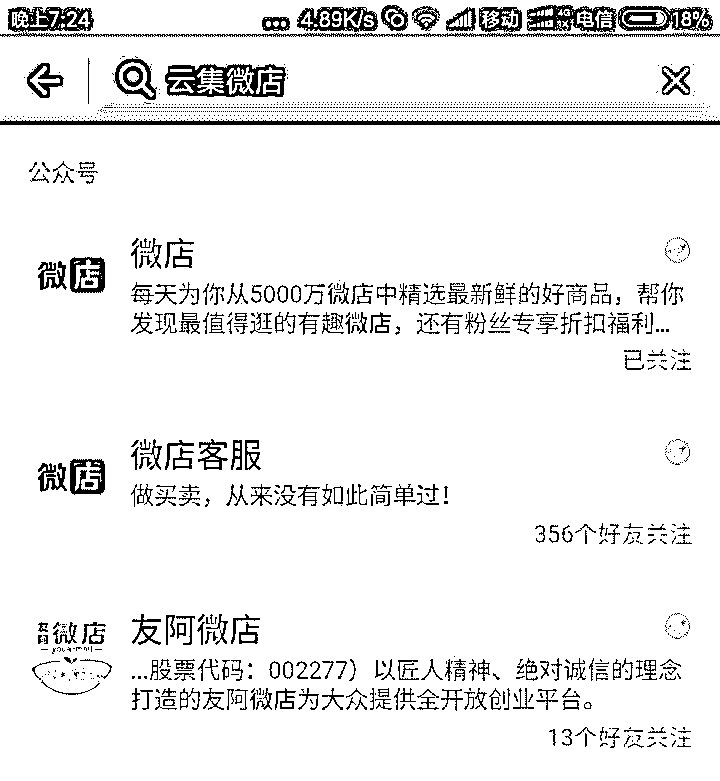 晚上7:24 4.89K/s 移动 4G 电信 18%
云集微店
公众号
微店
微店
每天为你从5000万微店中精选最新鲜的好商品，帮你
发现最值得逛的有趣微店，还有粉丝专享折扣福利...
已关注
微店
微店客服
做买卖，从来没有如此简单过！
356个好友关注
友阿微店
友阿微店
...股票代码：002277）以匠人精神、绝对诚信的理念
打造的友阿微店为大众提供全开放创业平台。
13个好友关注